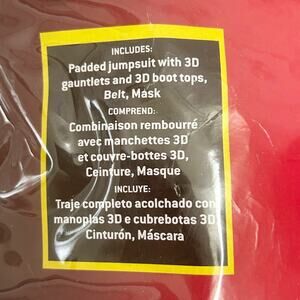 INCLUDES:
Padded jumpsuit with 3D
gauntlets and 3D boot tops,
Belt, Mask
COMPREND:
Combinaison rembourré
avec manchettes 3D
et couvre-bottes 3D,
Ceinture, Masque
INCLUYE:
Traje completo acolchado con
manoplas 3D e cubrebotas 3D
Cinturón, Máscara